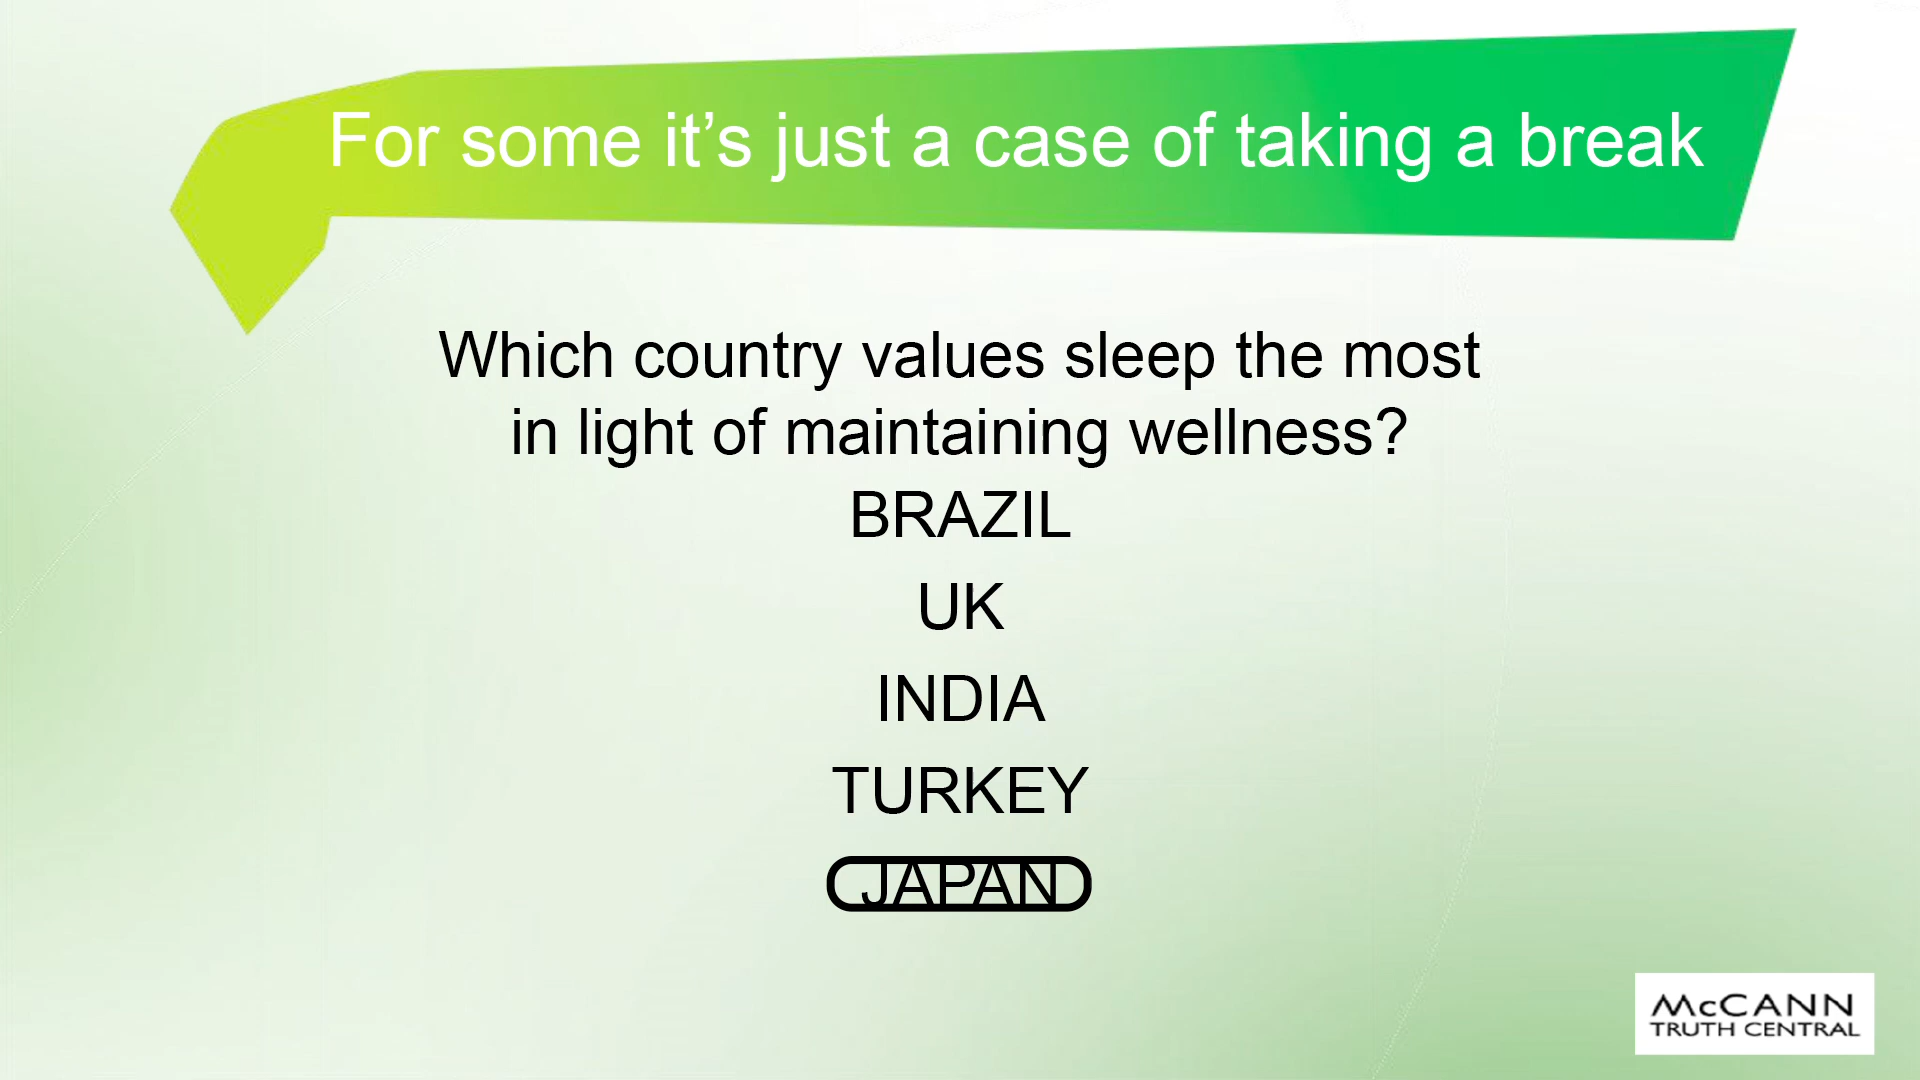 For some it’s just a case of taking a break
Which country values sleep the most
in light of maintaining wellness?
BRAZIL
UK
INDIA
TURKEY
JAPAN
McCANN
TRUTH CENTRAL